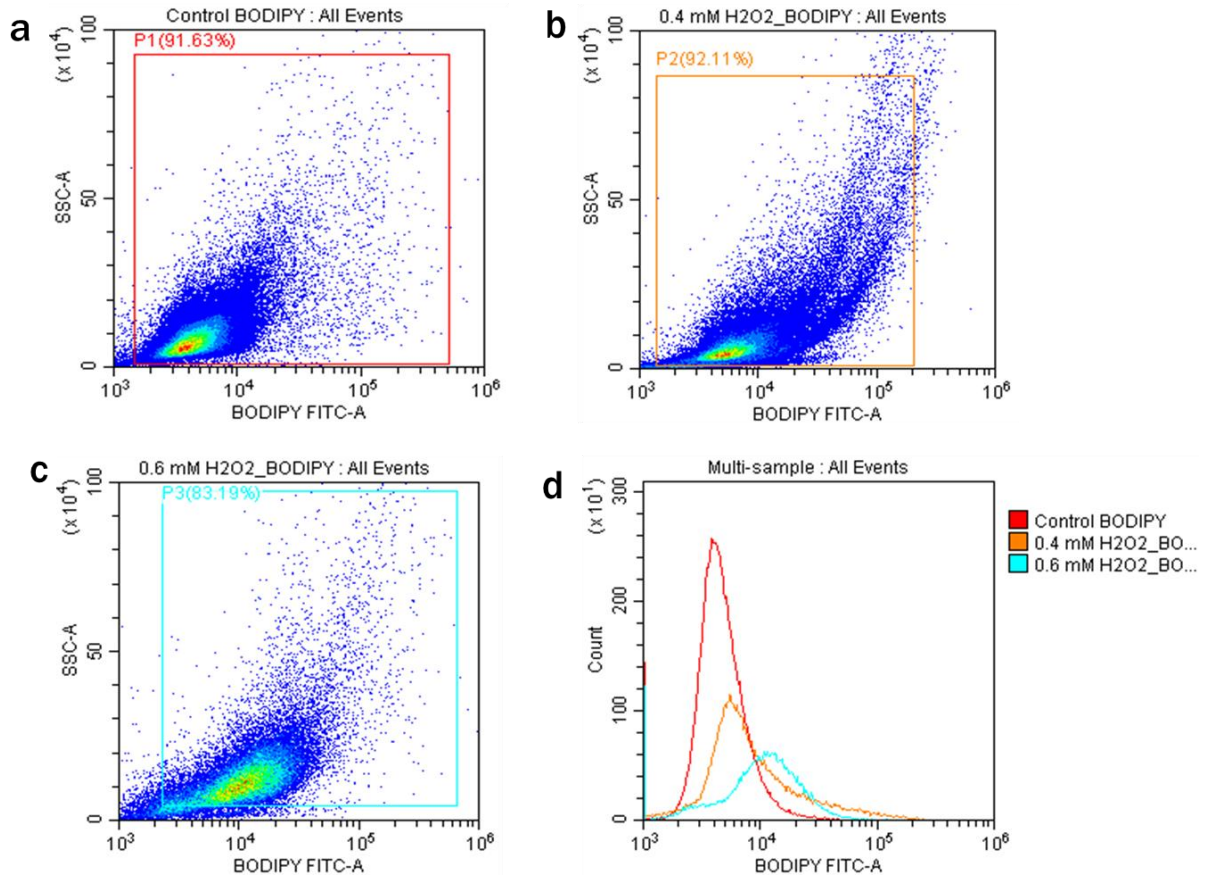 a
Control BODIPY : All Events
(x 10⁴)
100
P1(91.63%)
SSC-A
50
0
10³ 10⁴ 10⁵ 10⁶
BODIPY FITC-A
b
0.4 mM H2O2_BODIPY : All Events
(x 10⁴)
100
P2(92.11%)
SSC-A
50
0
10³ 10⁴ 10⁵ 10⁶
BODIPY FITC-A
c
0.6 mM H2O2_BODIPY : All Events
(x 10⁴)
100
P3(83.19%)
SSC-A
50
0
10³ 10⁴ 10⁵ 10⁶
BODIPY FITC-A
d
Multi-sample : All Events
(x 10¹)
300
200
Count
100
0
10³ 10⁴ 10⁵ 10⁶
BODIPY FITC-A
Control BODIPY
0.4 mM H2O2_BO...
0.6 mM H2O2_BO...